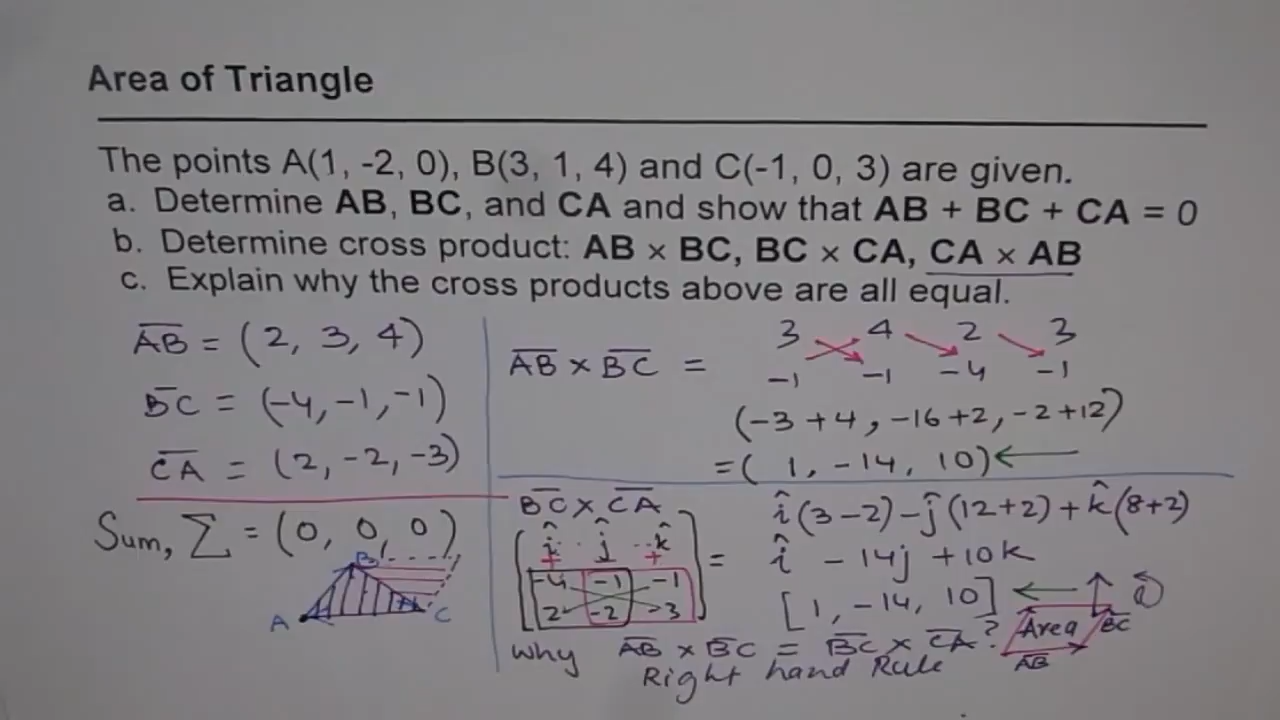 Area of Triangle
The points A(1, -2, 0), B(3, 1, 4) and C(-1, 0, 3) are given.
a. Determine AB, BC, and CA and show that AB + BC + CA = 0
b. Determine cross product: AB × BC, BC × CA, CA × AB
c. Explain why the cross products above are all equal.
AB = (2, 3, 4)
BC = (-4, -1, -1)
CA = (2, -2, -3)
Sum, Σ = (0, 0, 0)
A B C
AB × BC =
3 4 2 3
-1 -1 -4 -1
(-3+4, -16+2, -2+12)
= (1, -14, 10)
BC × CA
î ĵ k̂
+ +
-4 -1 -1
2 -2 -3
= î(3-2) - ĵ(12+2) + k̂(8+2)
î - 14j + 10k
[1, -14, 10]
Area BC
AB
Why AB × BC = BC × CA?
Right hand Rule